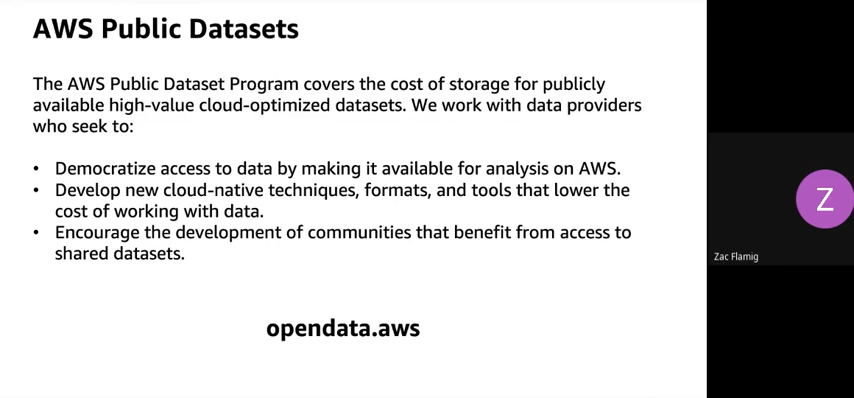 AWS Public Datasets
The AWS Public Dataset Program covers the cost of storage for publicly
available high-value cloud-optimized datasets. We work with data providers
who seek to:
• Democratize access to data by making it available for analysis on AWS.
• Develop new cloud-native techniques, formats, and tools that lower the
cost of working with data.
• Encourage the development of communities that benefit from access to
shared datasets.
opendata.aws
Z
Zac Flamig